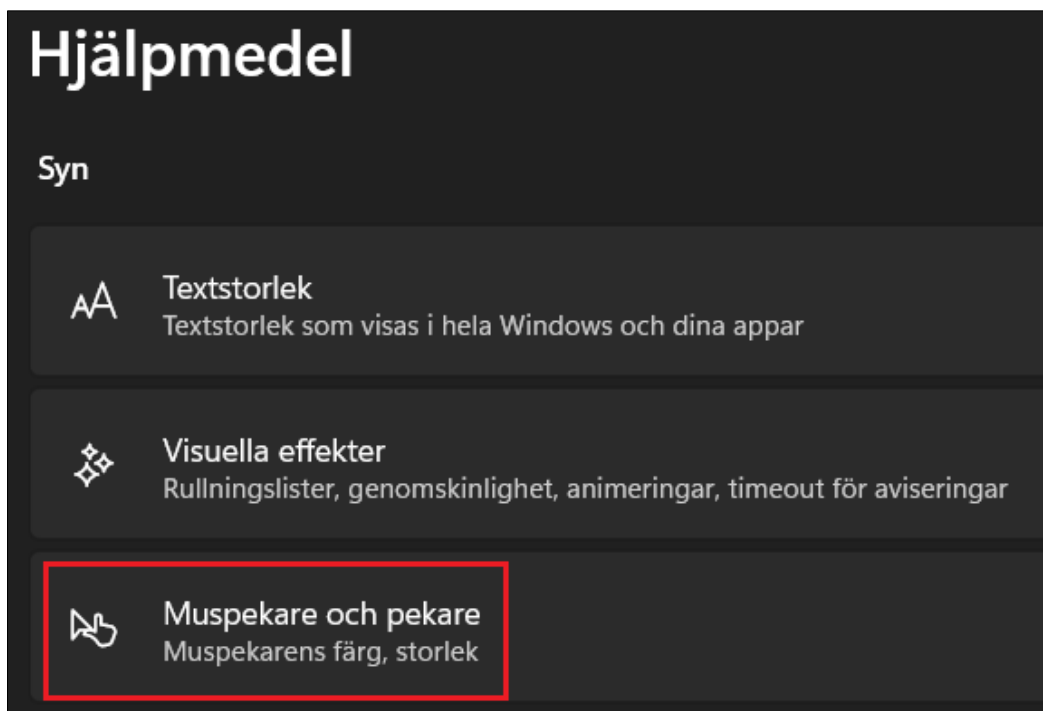 Hjälpmedel
Syn
Textstorlek
Textstorlek som visas i hela Windows och dina appar
Visuella effekter
Rullningslister, genomskinlighet, animeringar, timeout för aviseringar
Muspekare och pekare
Muspekarens färg, storlek